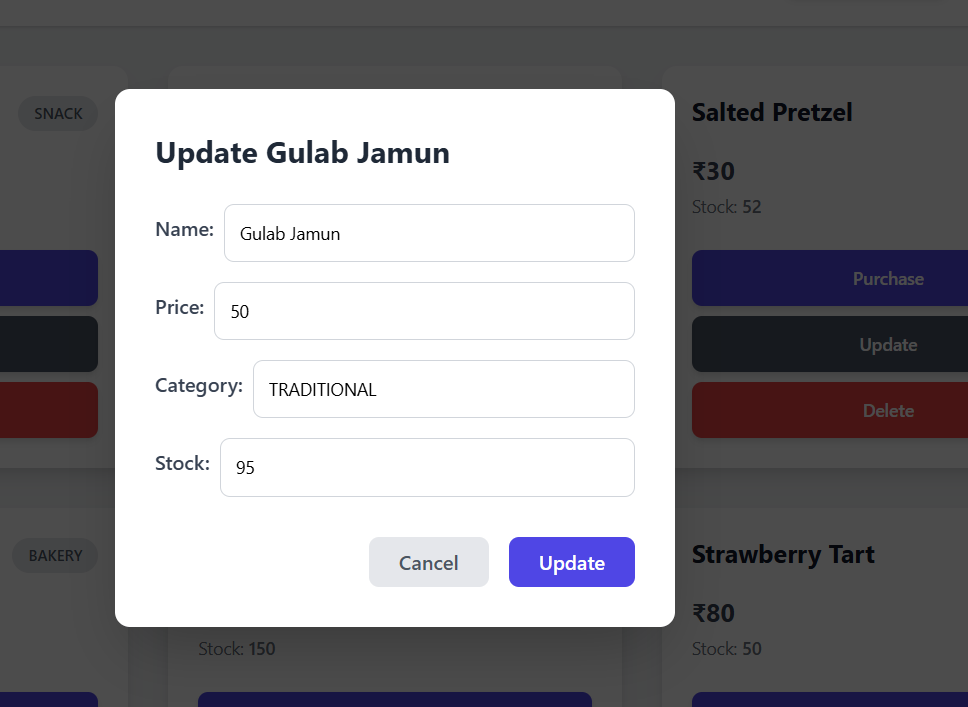 SNACK
Salted Pretzel
₹30
Stock: 52
Purchase
Update
Delete
Update Gulab Jamun
Name: Gulab Jamun
Price: 50
Category: TRADITIONAL
Stock: 95
Cancel Update
BAKERY
Stock: 150
Strawberry Tart
₹80
Stock: 50